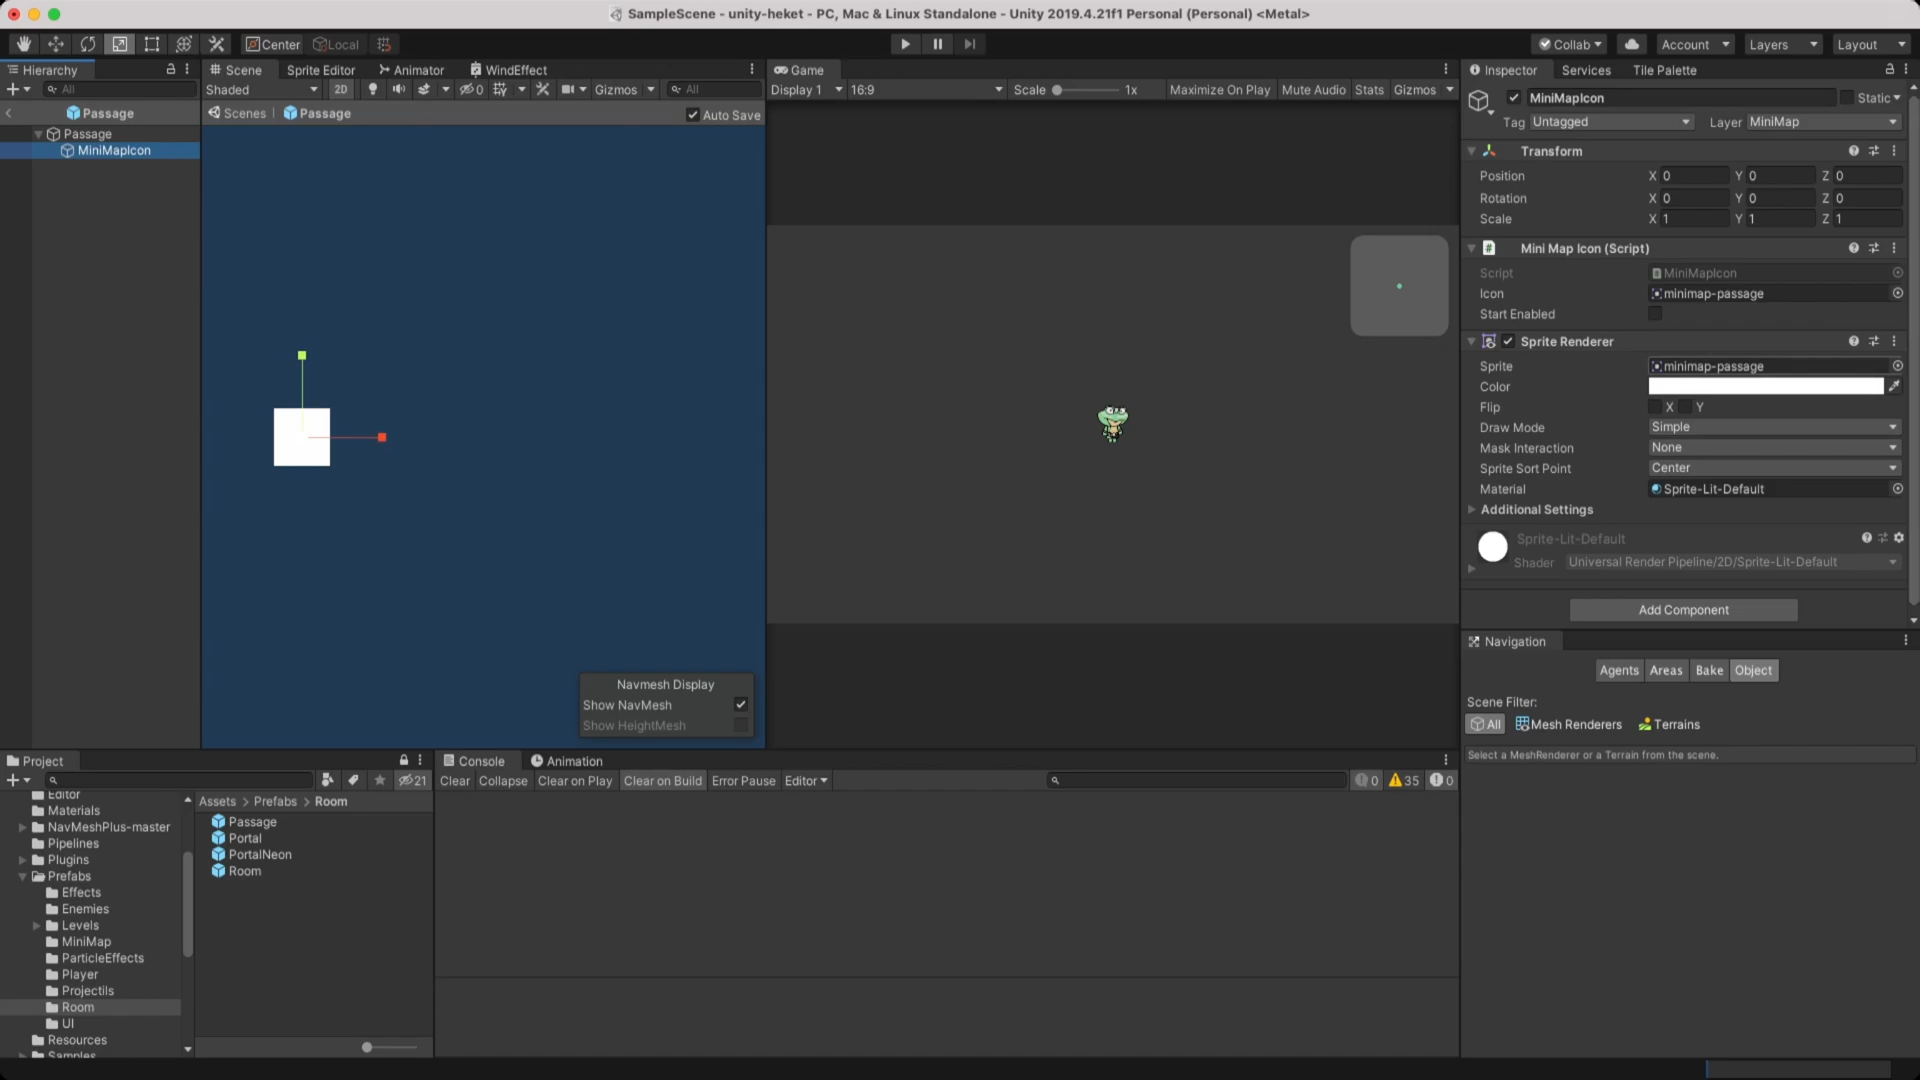 SampleScene - unity-heket - PC, Mac & Linux Standalone - Unity 2019.4.21f1 Personal (Personal) <Metal>
Center Local
Collab Account Layers Layout
Hierarchy
All
Passage
Passage
MiniMapIcon
Scene Sprite Editor Animator WindEffect
Shaded 2D 0 Gizmos All
Scenes Passage Auto Save
Navmesh Display
Show NavMesh
Show HeightMesh
Game
Display 1 16:9 Scale 1x Maximize On Play Mute Audio Stats Gizmos
Inspector Services Tile Palette
MiniMapIcon Static
Tag Untagged Layer MiniMap
Transform
Position X 0 Y 0 Z 0
Rotation X 0 Y 0 Z 0
Scale X 1 Y 1 Z 1
Mini Map Icon (Script)
Script MiniMapIcon
Icon minimap-passage
Start Enabled
Sprite Renderer
Sprite minimap-passage
Color
Flip X Y
Draw Mode Simple
Mask Interaction None
Sprite Sort Point Center
Material Sprite-Lit-Default
Additional Settings
Sprite-Lit-Default
Shader Universal Render Pipeline/2D/Sprite-Lit-Default
Add Component
Navigation
Agents Areas Bake Object
Scene Filter:
All Mesh Renderers Terrains
Select a MeshRenderer or a Terrain from the scene.
Project
21
Editor
Materials
NavMeshPlus-master
Pipelines
Plugins
Prefabs
Effects
Enemies
Levels
MiniMap
ParticleEffects
Player
Projectils
Room
UI
Resources
Samples
Assets > Prefabs > Room
Passage
Portal
PortalNeon
Room
Console Animation
Clear Collapse Clear on Play Clear on Build Error Pause Editor 0 35 0